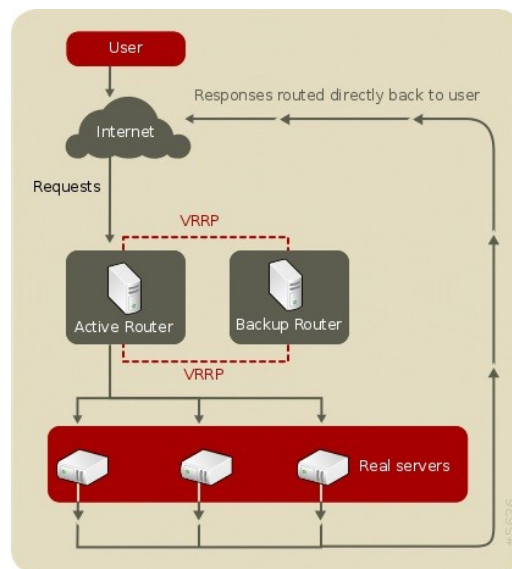 User
Responses routed directly back to user
Internet
Requests
VRRP
Active Router
Backup Router
VRRP
Real servers